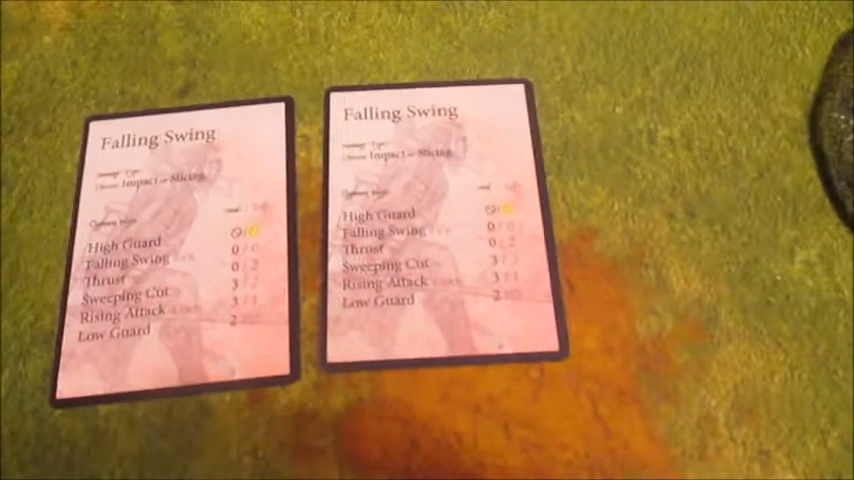 Falling Swing
Impact or Slicing
High Guard
Falling Swing 0 / 0
Thrust 0 / 2
Sweeping Cut 3 / 2
Rising Attack 3 / 1
Low Guard 2
Falling Swing
Impact or Slicing
High Guard
Falling Swing 0 / 0
Thrust 0 / 2
Sweeping Cut 3 / 2
Rising Attack 3 / 1
Low Guard 2